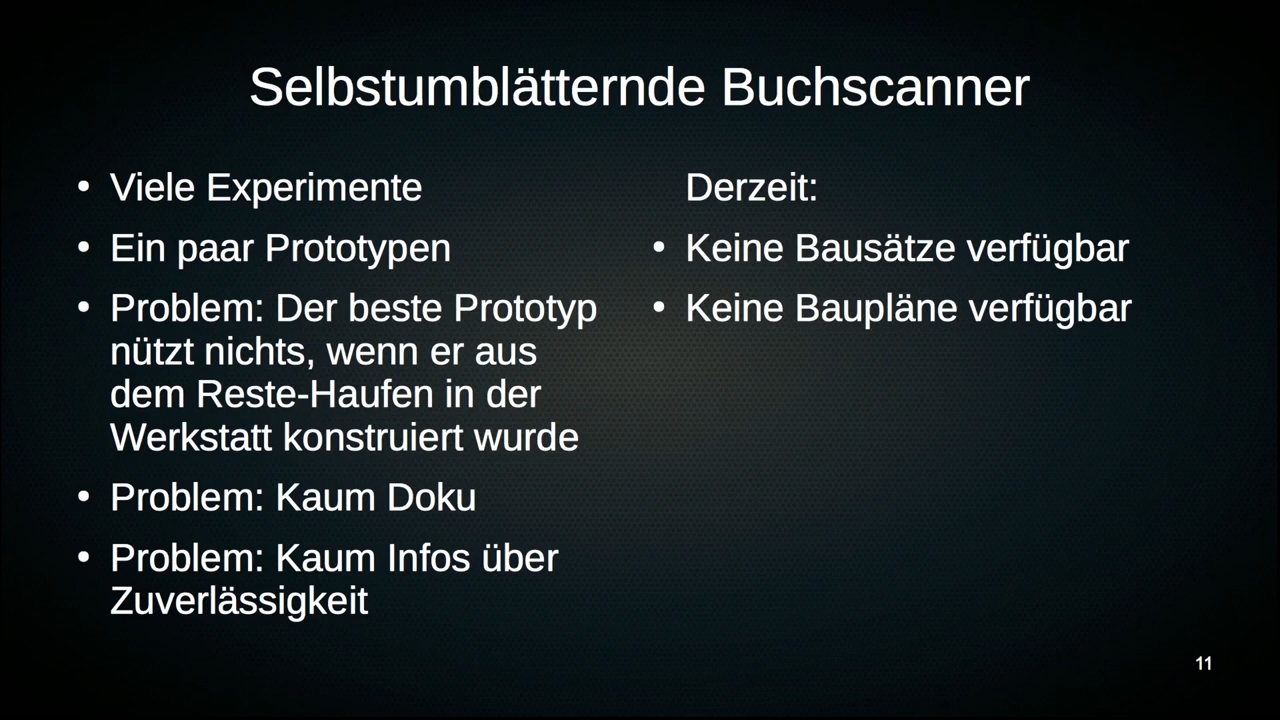 Selbstumblätternde Buchscanner
• Viele Experimente
• Ein paar Prototypen
• Problem: Der beste Prototyp
nützt nichts, wenn er aus
dem Reste-Haufen in der
Werkstatt konstruiert wurde
• Problem: Kaum Doku
• Problem: Kaum Infos über
Zuverlässigkeit
Derzeit:
• Keine Bausätze verfügbar
• Keine Baupläne verfügbar
11